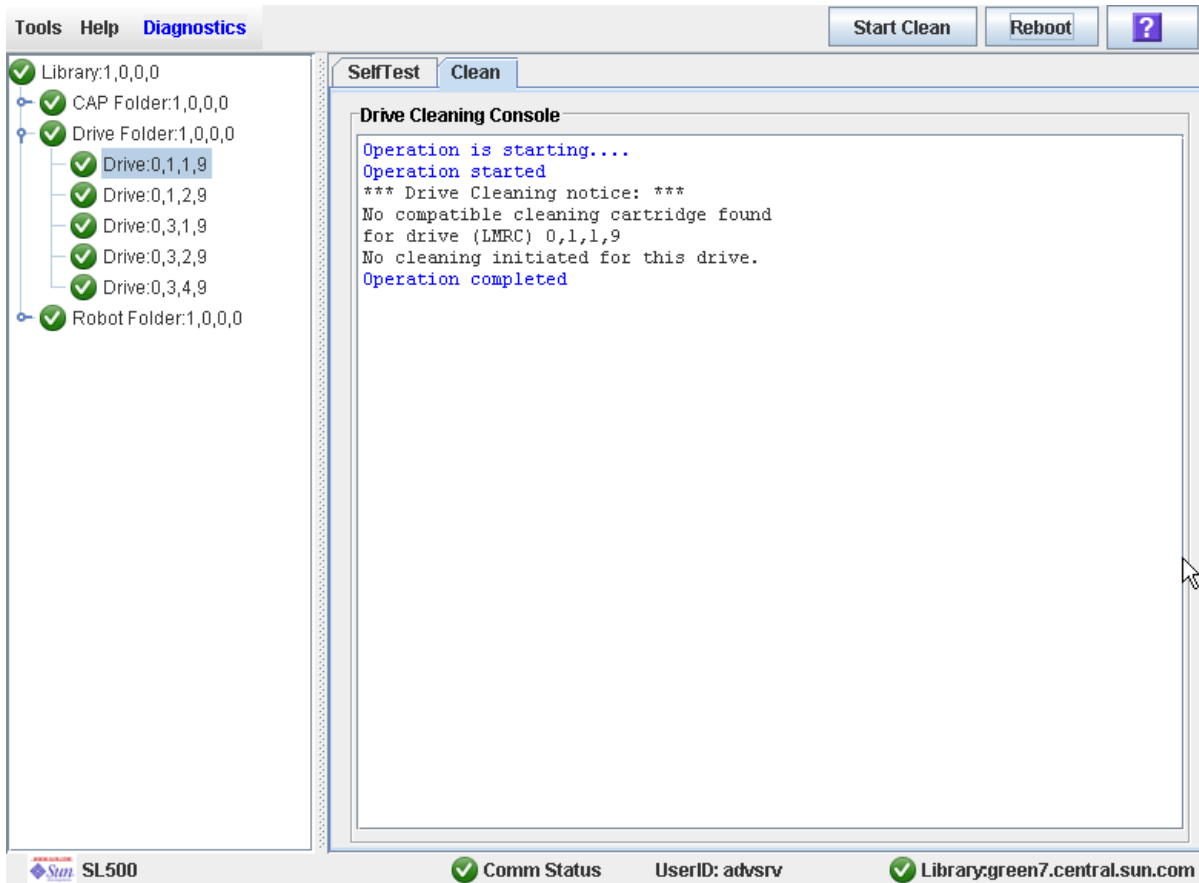 Tools Help Diagnostics Start Clean Reboot ?
Library:1,0,0,0
CAP Folder:1,0,0,0
Drive Folder:1,0,0,0
Drive:0,1,1,9
Drive:0,1,2,9
Drive:0,3,1,9
Drive:0,3,2,9
Drive:0,3,4,9
Robot Folder:1,0,0,0
SelfTest Clean
Drive Cleaning Console
Operation is starting....
Operation started
*** Drive Cleaning notice: ***
No compatible cleaning cartridge found
for drive (LMRC) 0,1,1,9
No cleaning initiated for this drive.
Operation completed
Sun SL500 Comm Status UserID: advsrv Library:green7.central.sun.com